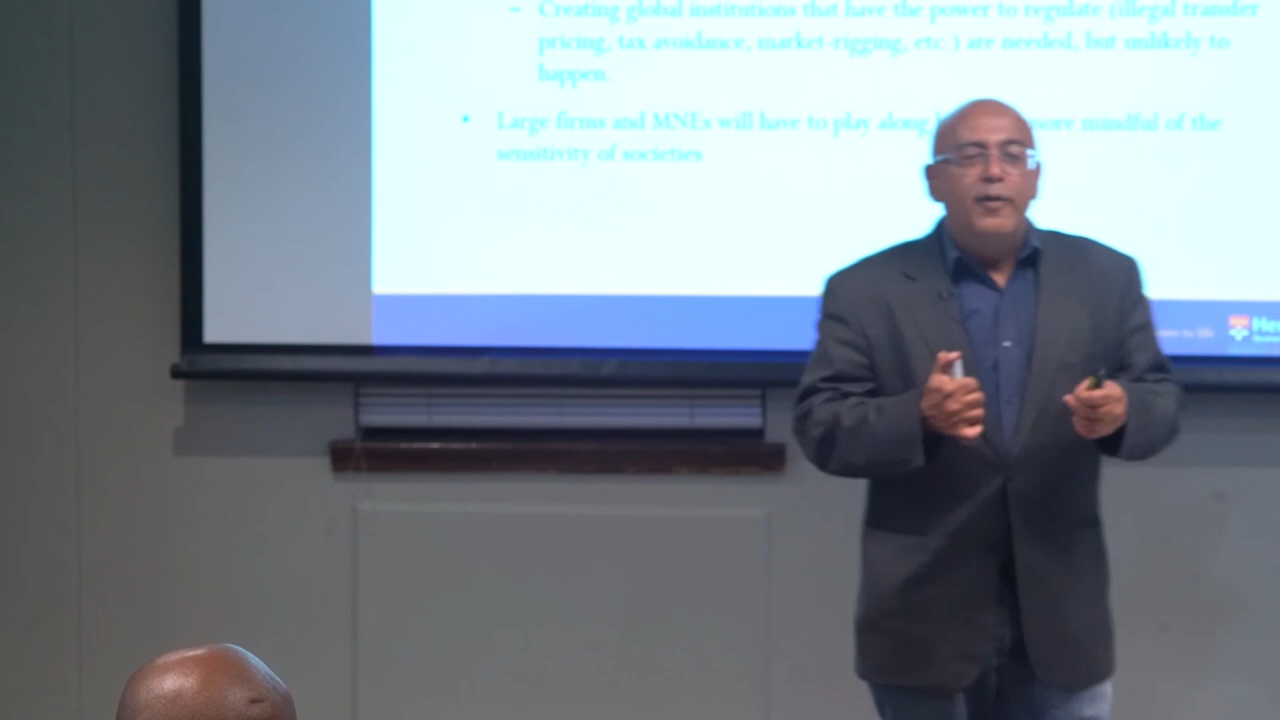 – Creating global institutions that have the power to regulate (illegal transfer
pricing, tax avoidance, market-rigging, etc.) are needed, but unlikely to
happen.
• Large firms and MNEs will have to play along more mindful of the
sensitivity of societies
He